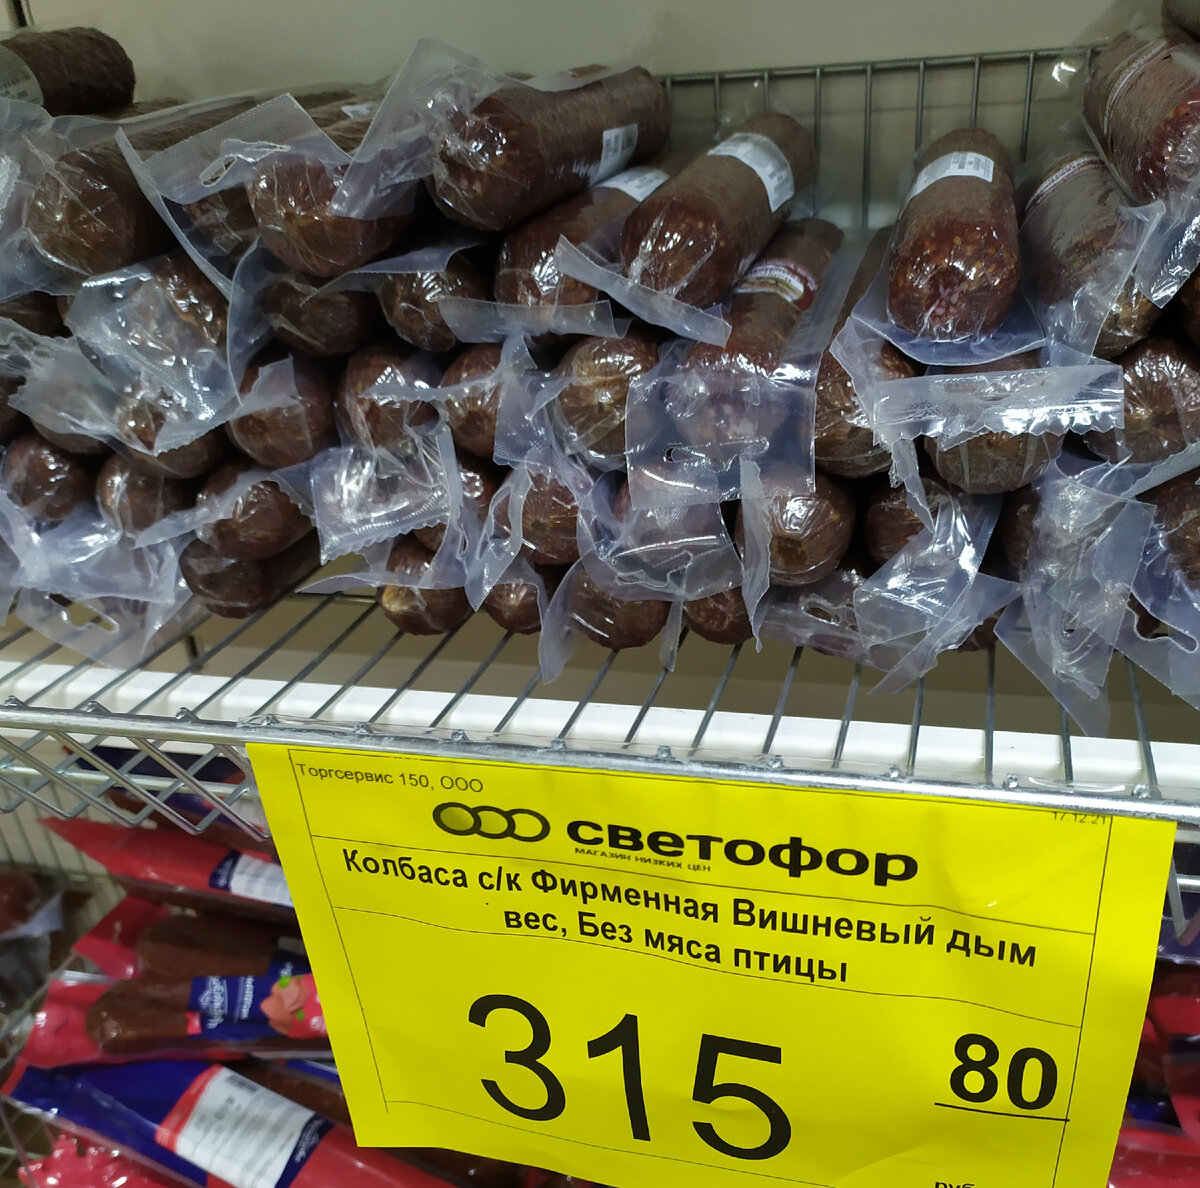 Торгсервис 150, ООО
17.12.21
светофор
МАГАЗИН НИЗКИХ ЦЕН
Колбаса с/к Фирменная Вишневый дым
вес, Без мяса птицы
315
80
руб